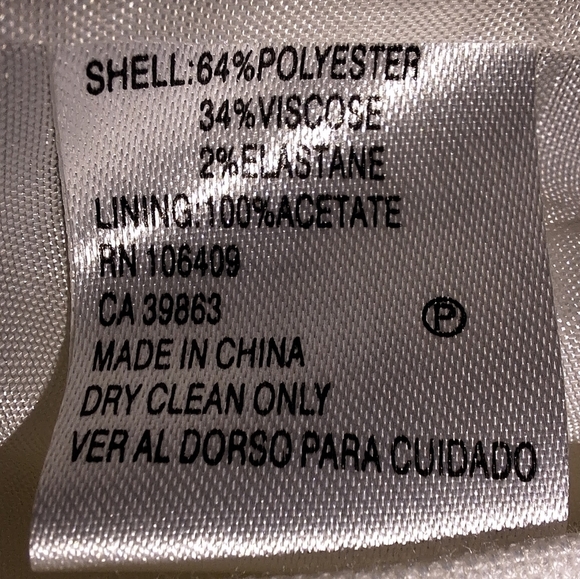 SHELL:64%POLYESTER
34%VISCOSE
2%ELASTANE
LINING:100%ACETATE
RN 106409
CA 39863
P
MADE IN CHINA
DRY CLEAN ONLY
VER AL DORSO PARA CUIDADO